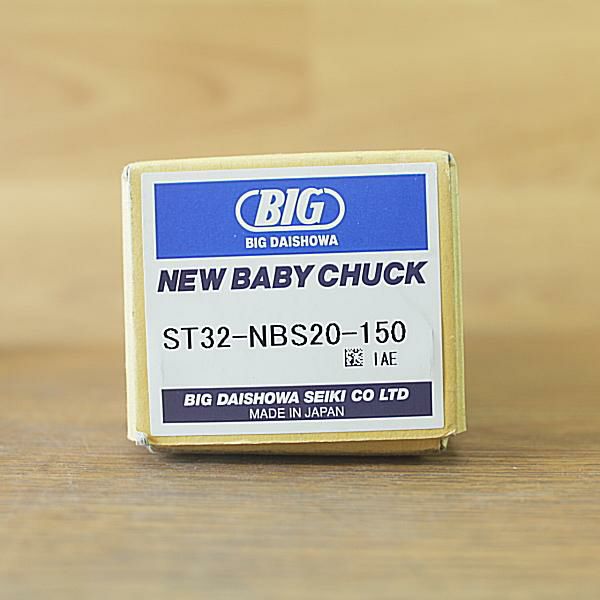 BIG
BIG DAISHOWA
NEW BABY CHUCK
ST32-NBS20-150
IAE
BIG DAISHOWA SEIKI CO LTD
MADE IN JAPAN